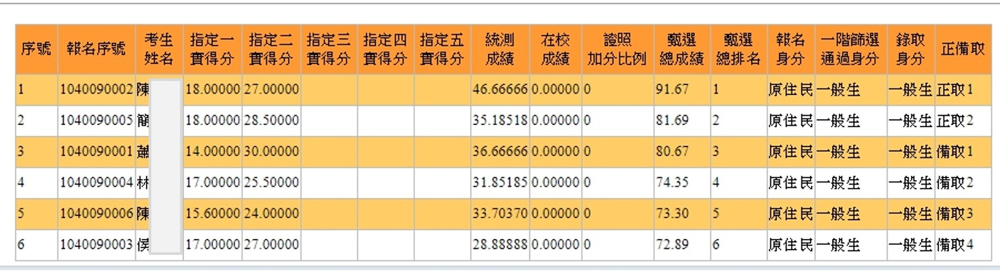 序號 報名序號 考生姓名 指定一實得分 指定二實得分 指定三實得分 指定四實得分 指定五實得分 統測成績 在校成績 證照加分比例 甄選總成績 甄選總排名 報名身分 一階篩選通過身分 錄取身分 正備取
1 1040090002 陳 18.00000 27.00000 46.66666 0.00000 0 91.67 1 原住民 一般生 一般生 正取1
2 1040090005 簡 18.00000 28.50000 35.18518 0.00000 0 81.69 2 原住民 一般生 一般生 正取2
3 1040090001 蕭 14.00000 30.00000 36.66666 0.00000 0 80.67 3 原住民 一般生 一般生 備取1
4 1040090004 林 17.00000 25.50000 31.85185 0.00000 0 74.35 4 原住民 一般生 一般生 備取2
5 1040090006 陳 15.60000 24.00000 33.70370 0.00000 0 73.30 5 原住民 一般生 一般生 備取3
6 1040090003 侯 17.00000 27.00000 28.88888 0.00000 0 72.89 6 原住民 一般生 一般生 備取4